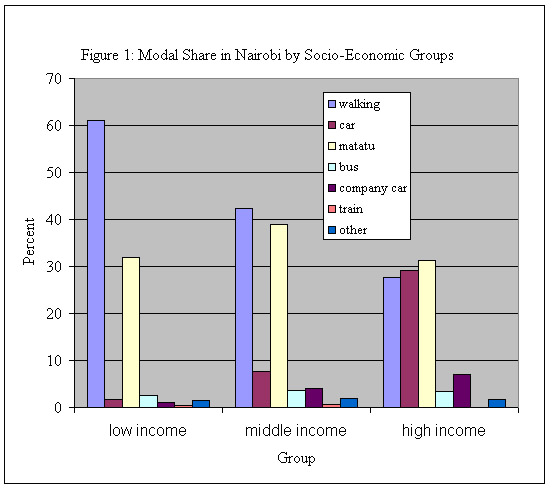 Figure 1: Modal Share in Nairobi by Socio-Economic Groups
70
60
50
40
30
20
10
0
Percent
walking
car
matatu
bus
company car
train
other
low income
middle income
high income
Group